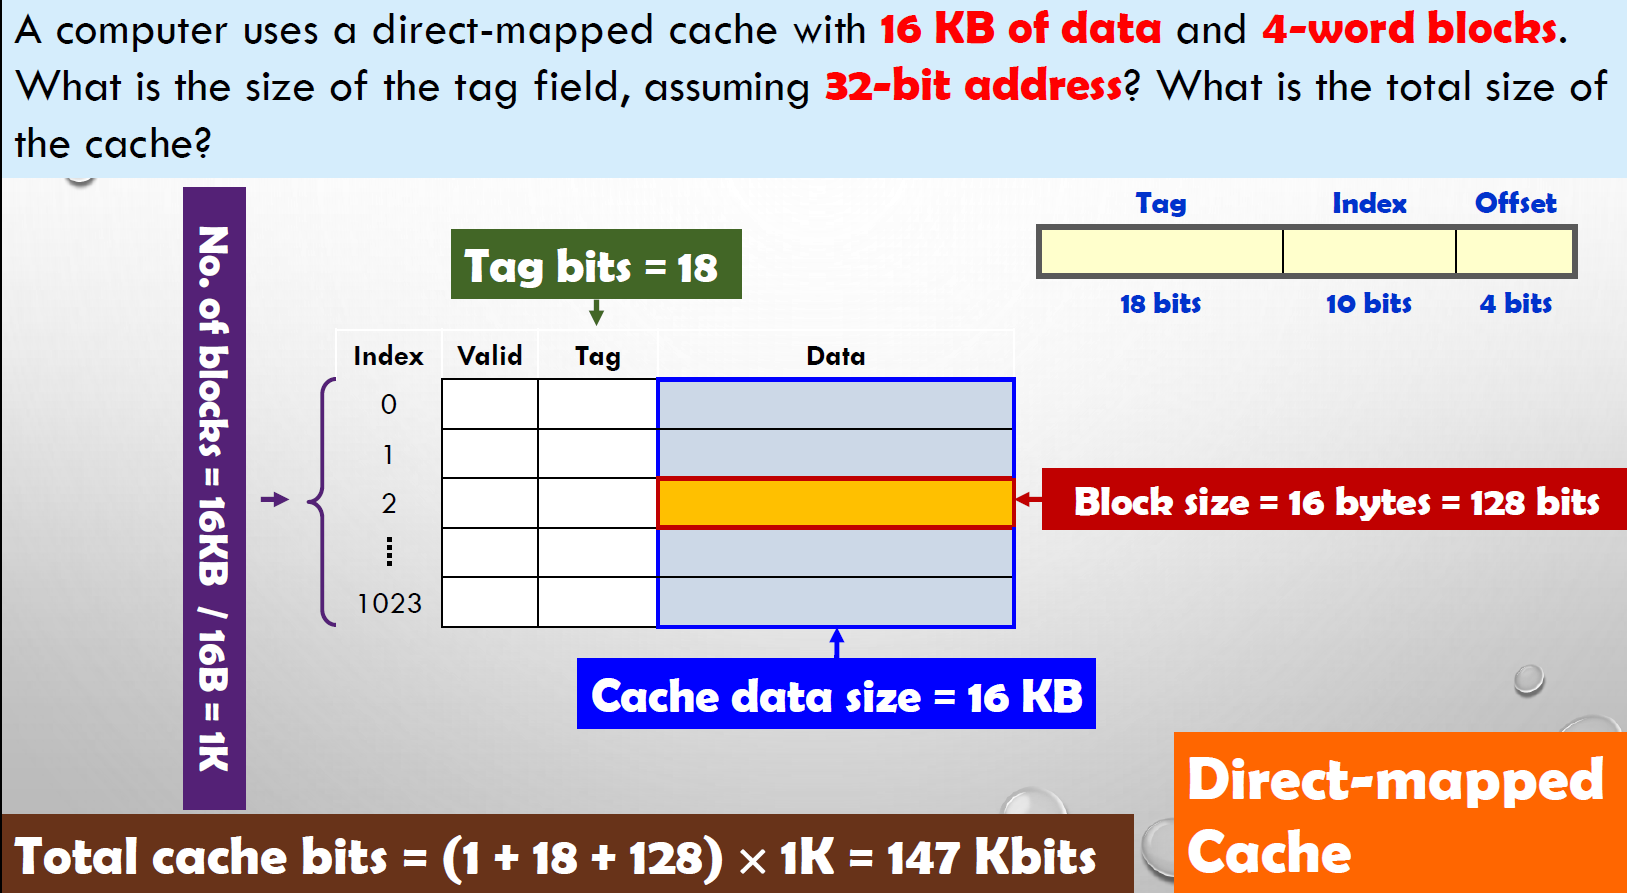 A computer uses a direct-mapped cache with 16 KB of data and 4-word blocks.
What is the size of the tag field, assuming 32-bit address? What is the total size of
the cache?
No. of blocks = 16KB / 16B = 1K
Tag bits = 18
Tag Index Offset
18 bits 10 bits 4 bits
Index Valid Tag Data
0
1
2
1023
Block size = 16 bytes = 128 bits
Cache data size = 16 KB
Direct-mapped
Cache
Total cache bits = (1 + 18 + 128) × 1K = 147 Kbits